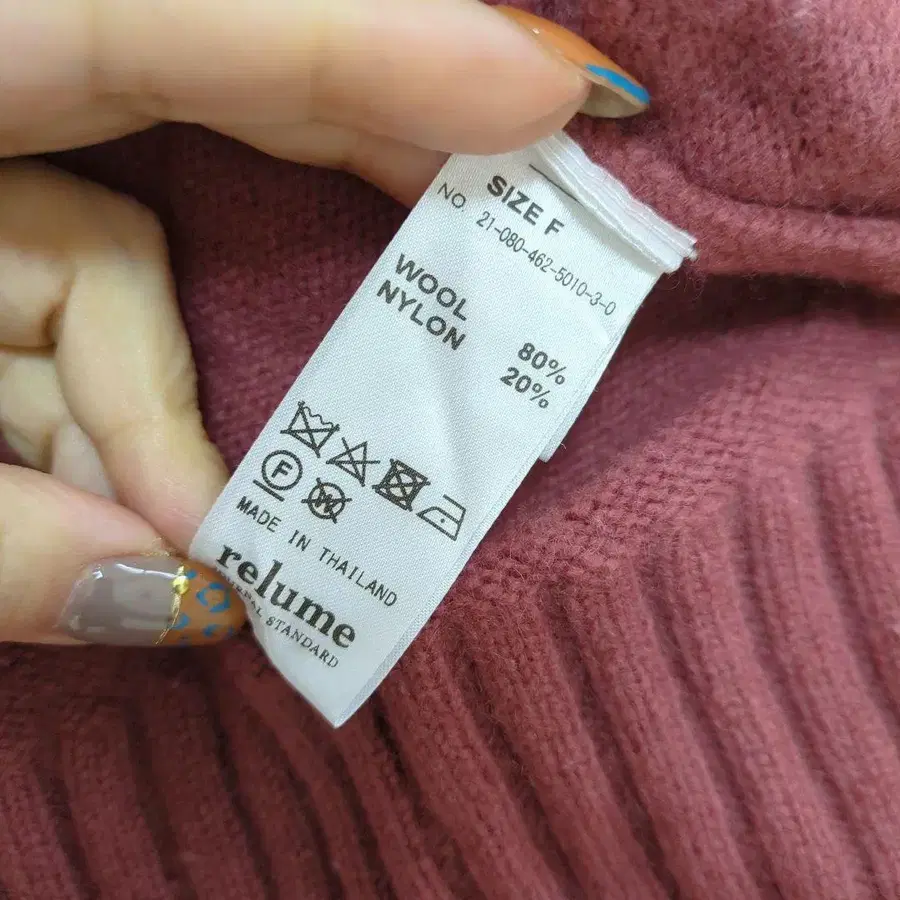 SIZE F
NO. 21-080-462-5010-3-0
WOOL 80%
NYLON 20%
F
W
MADE IN THAILAND
relume
STANDARD